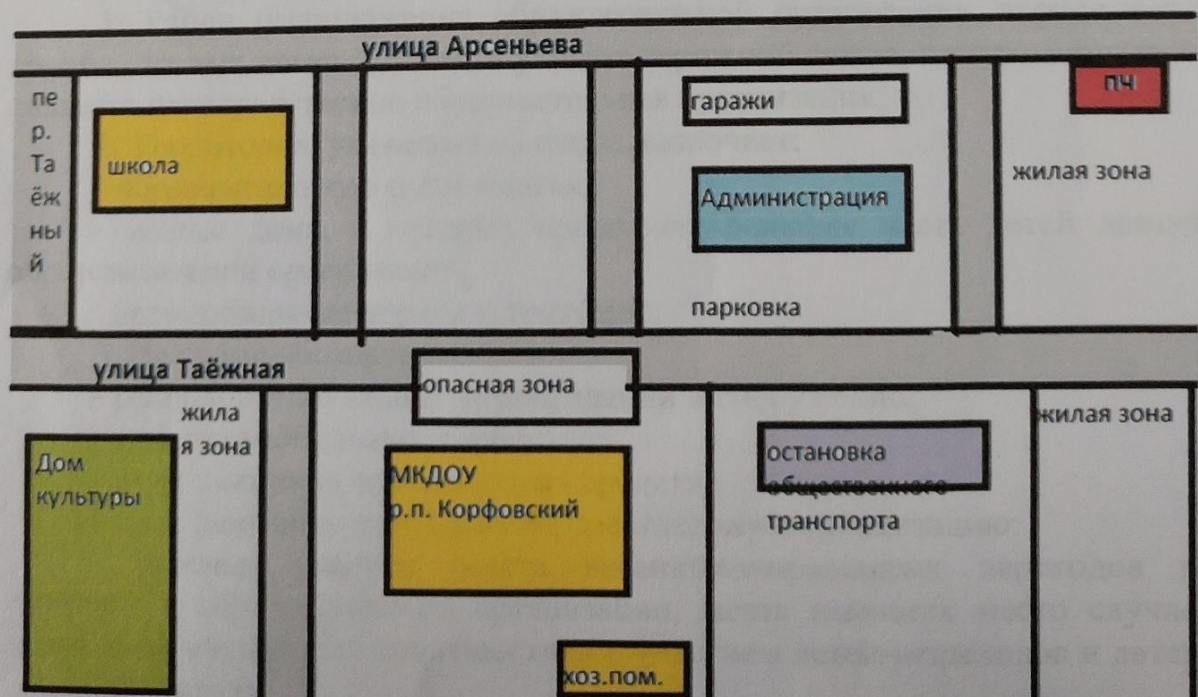 улица Арсеньева
пе
р.
Та
ёж
ны
й
школа
гаражи
Администрация
парковка
пч
жилая зона
улица Таёжная
опасная зона
жила
я зона
Дом
культуры
МКДОУ
р.п. Корфовский
хоз.пом.
остановка
общественного
транспорта
жилая зона